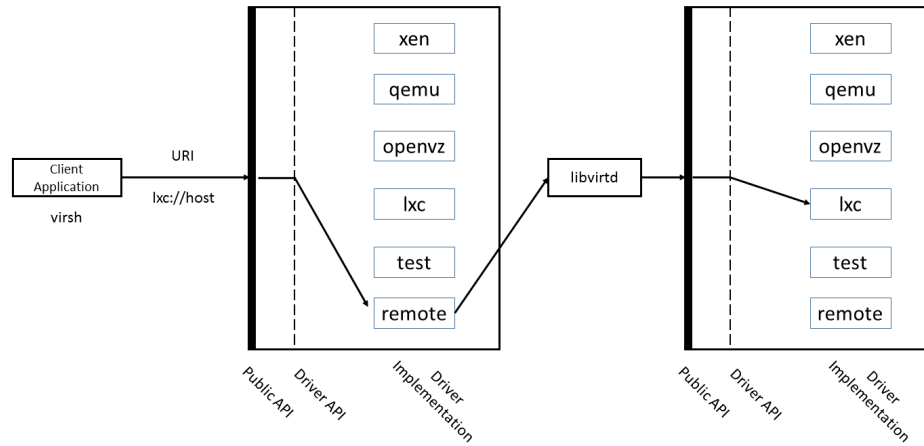 Client
Application
virsh
URI
lxc://host
xen
qemu
openvz
lxc
test
remote
Public API
Driver API
Driver
Implementation
libvirtd
xen
qemu
openvz
lxc
test
remote
Public API
Driver API
Driver
Implementation